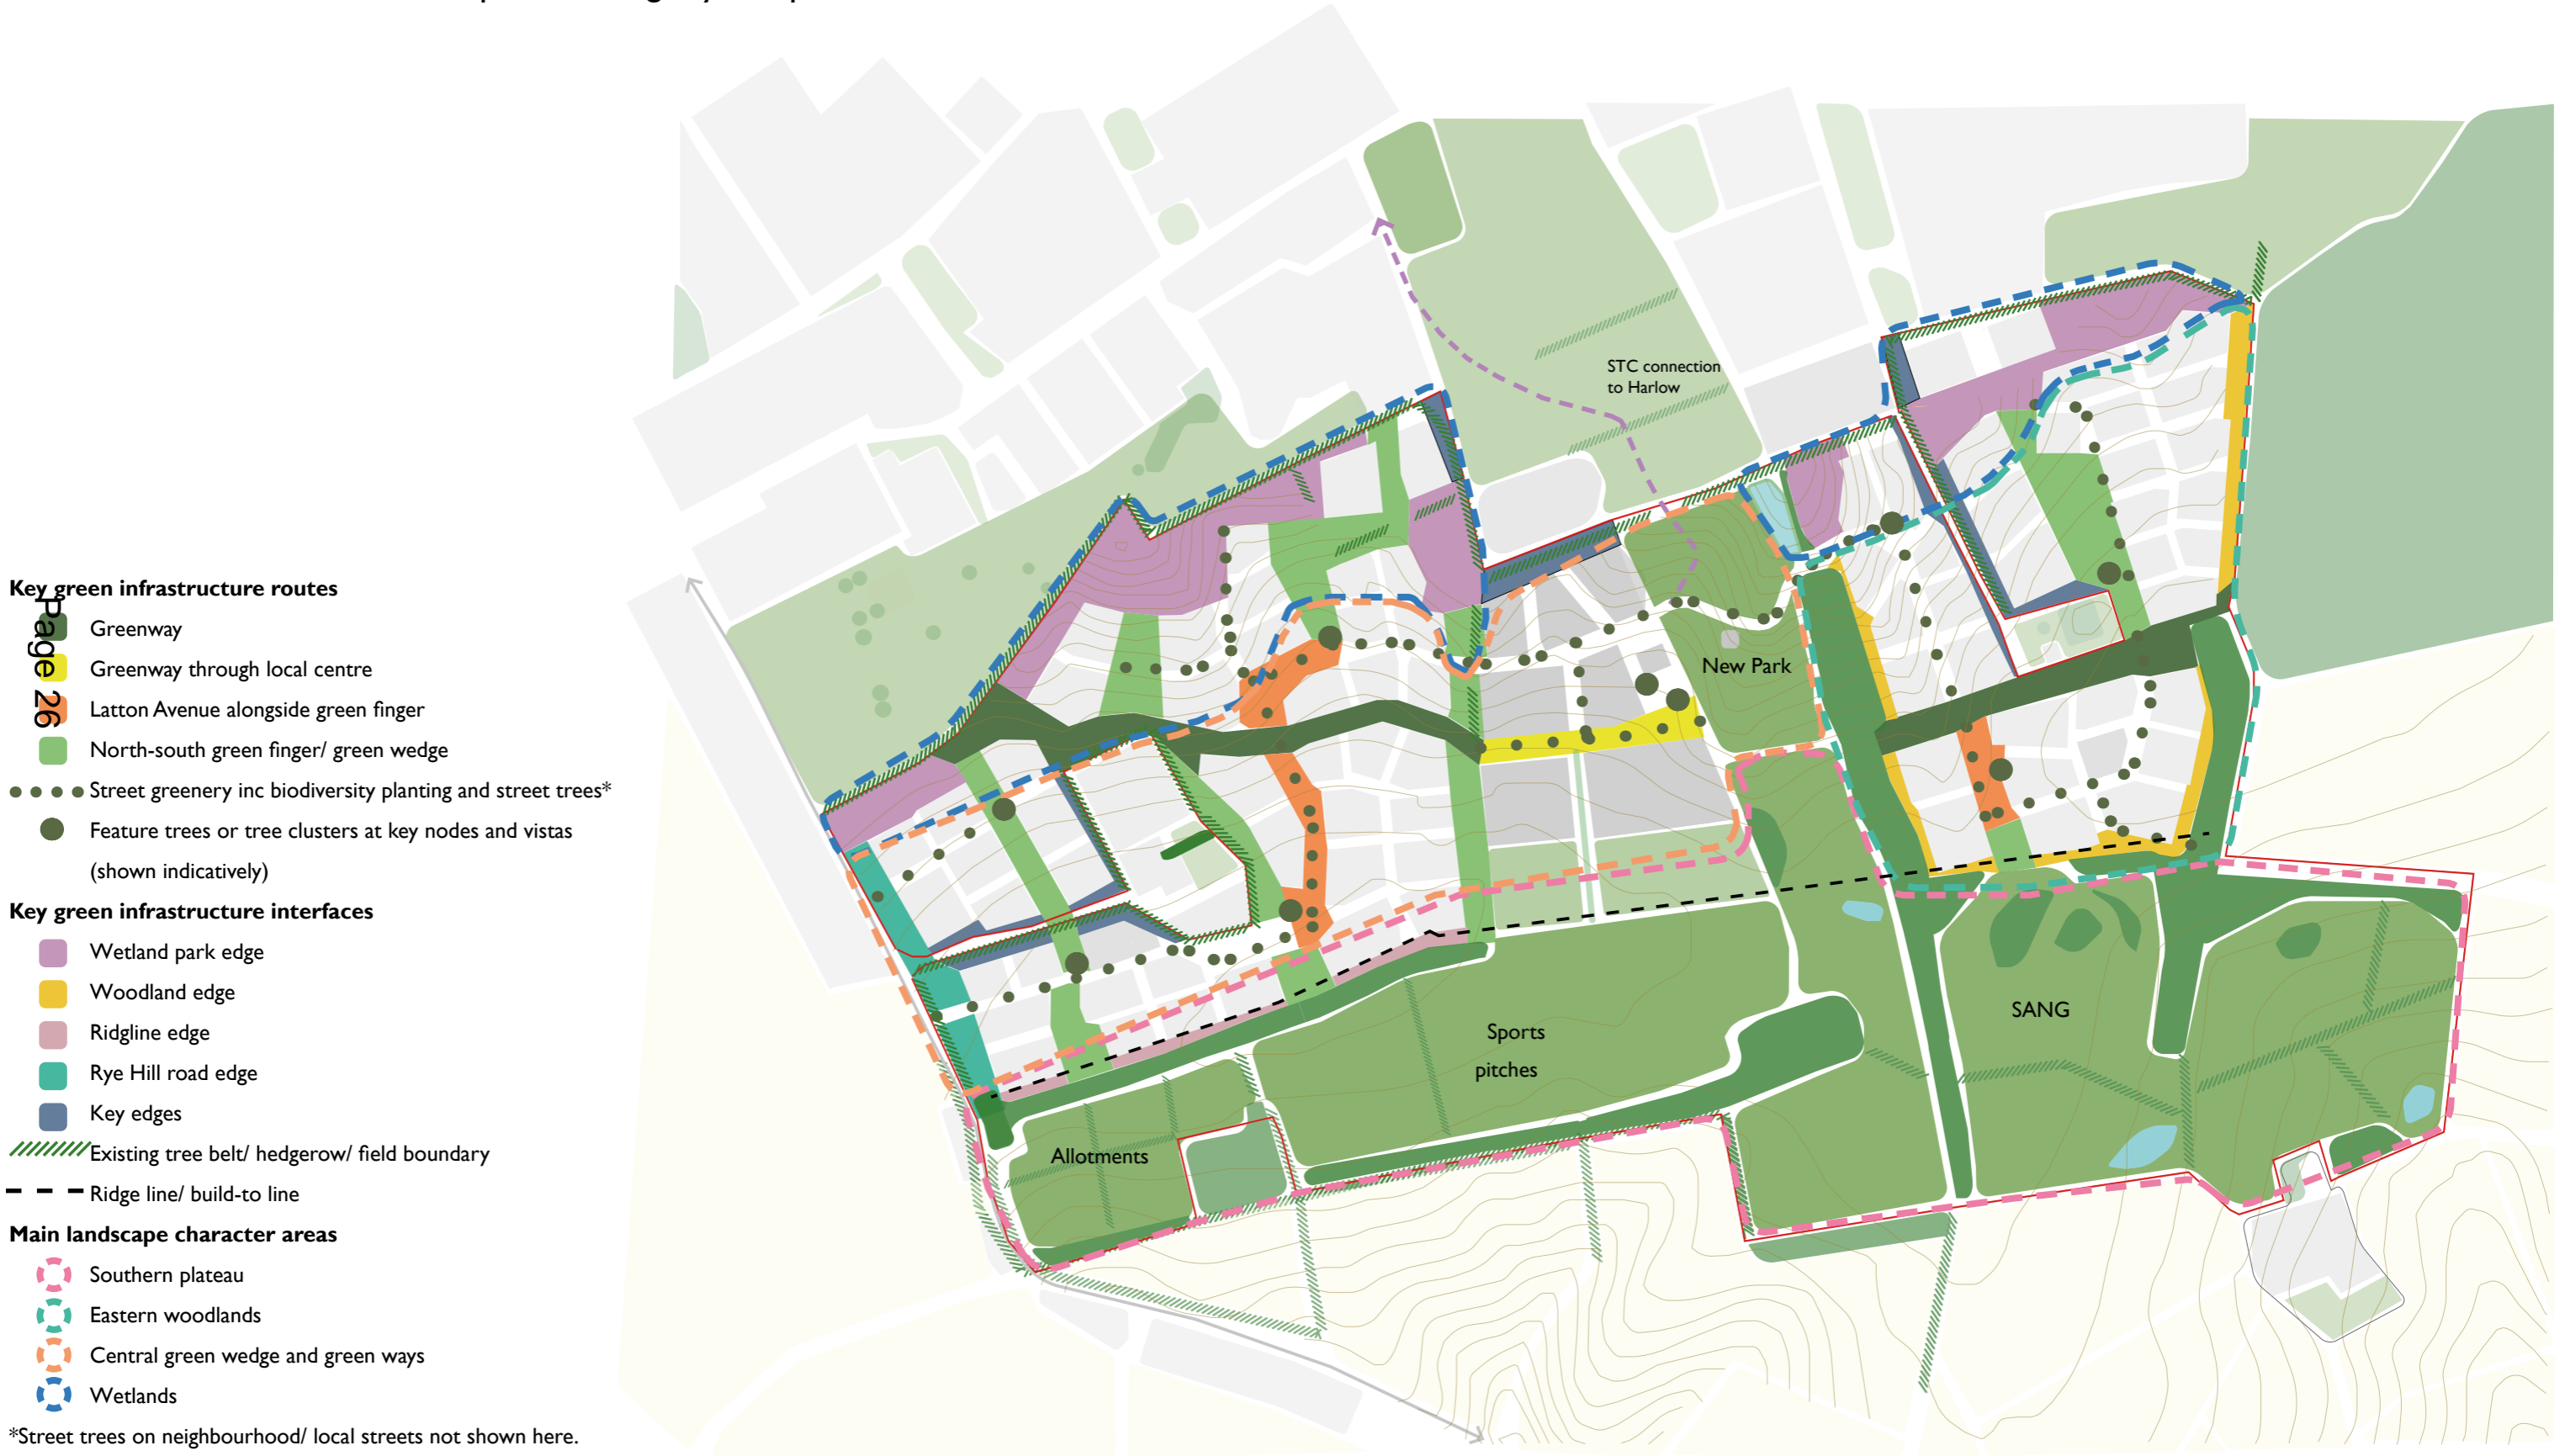 Key green infrastructure routes
Greenway
Greenway through local centre
Latton Avenue alongside green finger
North-south green finger/ green wedge
Street greenery inc biodiversity planting and street trees*
Feature trees or tree clusters at key nodes and vistas
(shown indicatively)
Key green infrastructure interfaces
Wetland park edge
Woodland edge
Ridgline edge
Rye Hill road edge
Key edges
Existing tree belt/ hedgerow/ field boundary
Ridge line/ build-to line
Main landscape character areas
Southern plateau
Eastern woodlands
Central green wedge and green ways
Wetlands
*Street trees on neighbourhood/ local streets not shown here.
Page 26
STC connection
to Harlow
New Park
Sports
pitches
SANG
Allotments